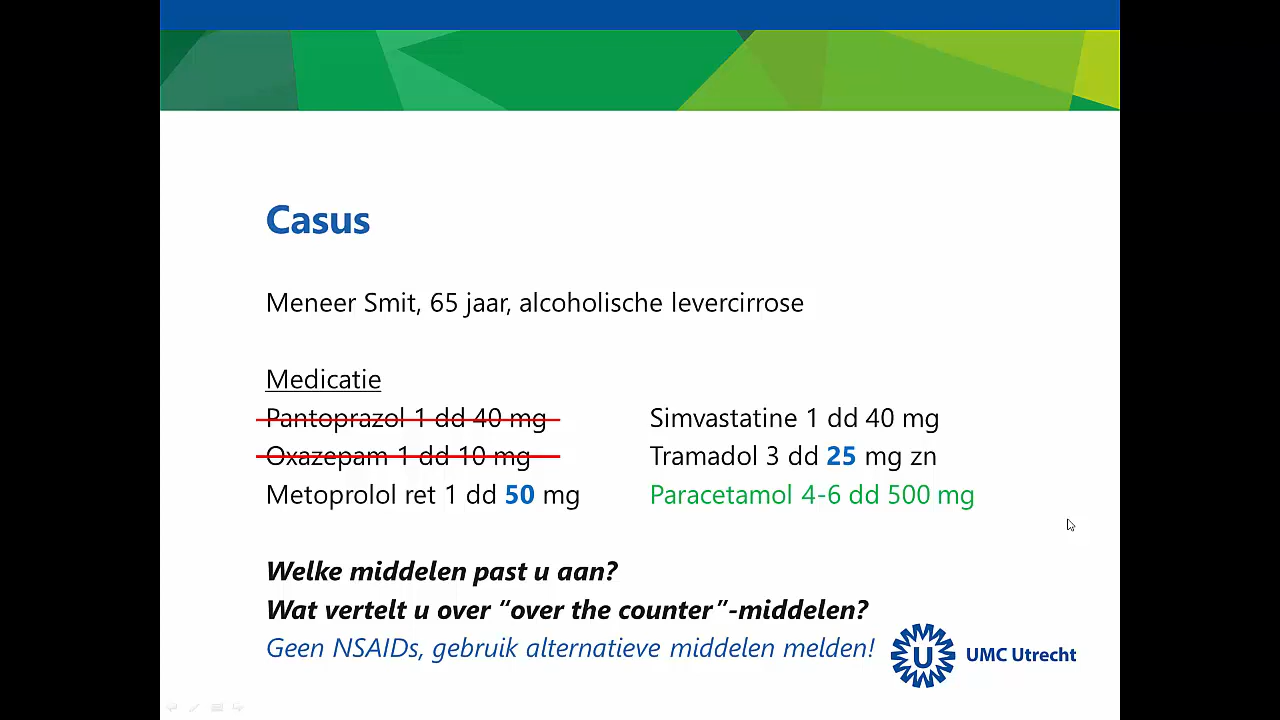 Casus
Meneer Smit, 65 jaar, alcoholische levercirrose
Medicatie
Pantoprazol 1 dd 40 mg
Oxazepam 1 dd 10 mg
Metoprolol ret 1 dd 50 mg
Simvastatine 1 dd 40 mg
Tramadol 3 dd 25 mg zn
Paracetamol 4-6 dd 500 mg
Welke middelen past u aan?
Wat vertelt u over “over the counter”-middelen?
Geen NSAIDs, gebruik alternatieve middelen melden!
U UMC Utrecht